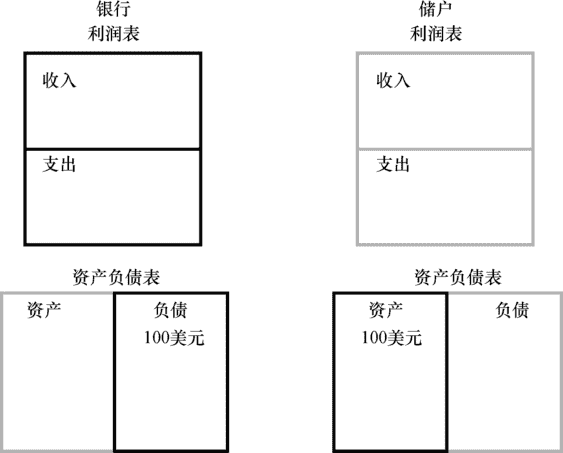 银行
利润表
收入
支出
资产负债表
资产
负债
100美元
储户
利润表
收入
支出
资产负债表
资产
100美元
负债